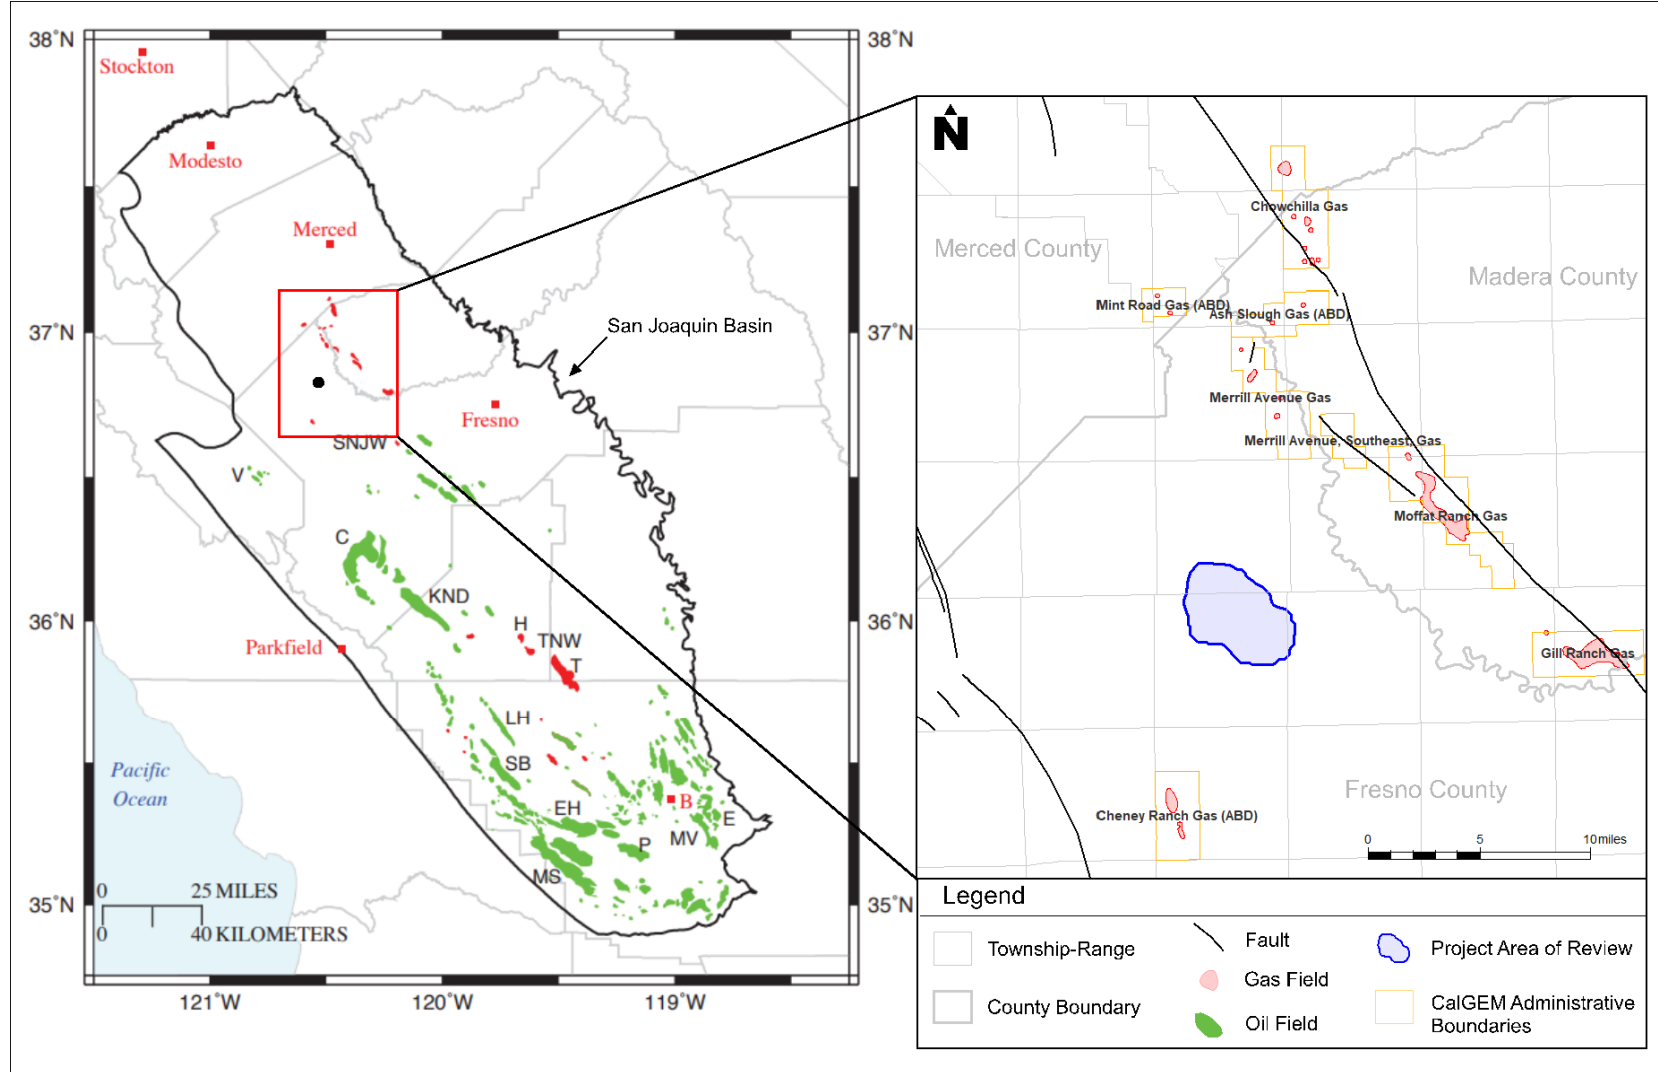 38˚N
38˚N
Stockton
Modesto
Merced
37˚N
37˚N
San Joaquin Basin
Fresno
SNJW
V
C
KND
H
TNW
T
36˚N
36˚N
Parkfield
LH
SB
EH
B
E
MV
P
MS
Pacific
Ocean
0
25 MILES
0
40 KILOMETERS
35˚N
35˚N
121˚W
120˚W
119˚W
N
Chowchilla Gas
Merced County
Madera County
Mint Road Gas (ABD)
Ash Slough Gas (ABD)
Merrill Avenue Gas
Merrill Avenue, Southeast, Gas
Moffat Ranch Gas
Gill Ranch Gas
Fresno County
Cheney Ranch Gas (ABD)
0
5
10 miles
Legend
Township-Range
County Boundary
Fault
Gas Field
Oil Field
Project Area of Review
CalGEM Administrative
Boundaries